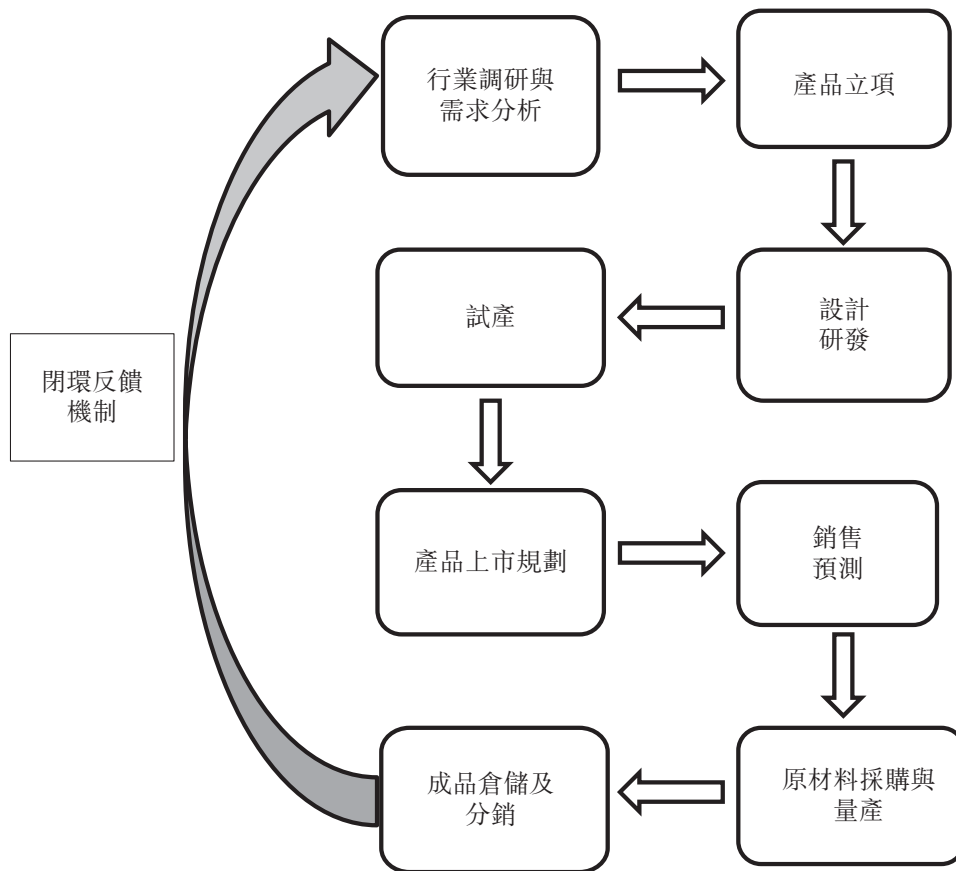 行業調研與
需求分析
產品立項
設計
研發
試產
閉環反饋
機制
產品上市規劃
銷售
預測
原材料採購與
量產
成品倉儲及
分銷